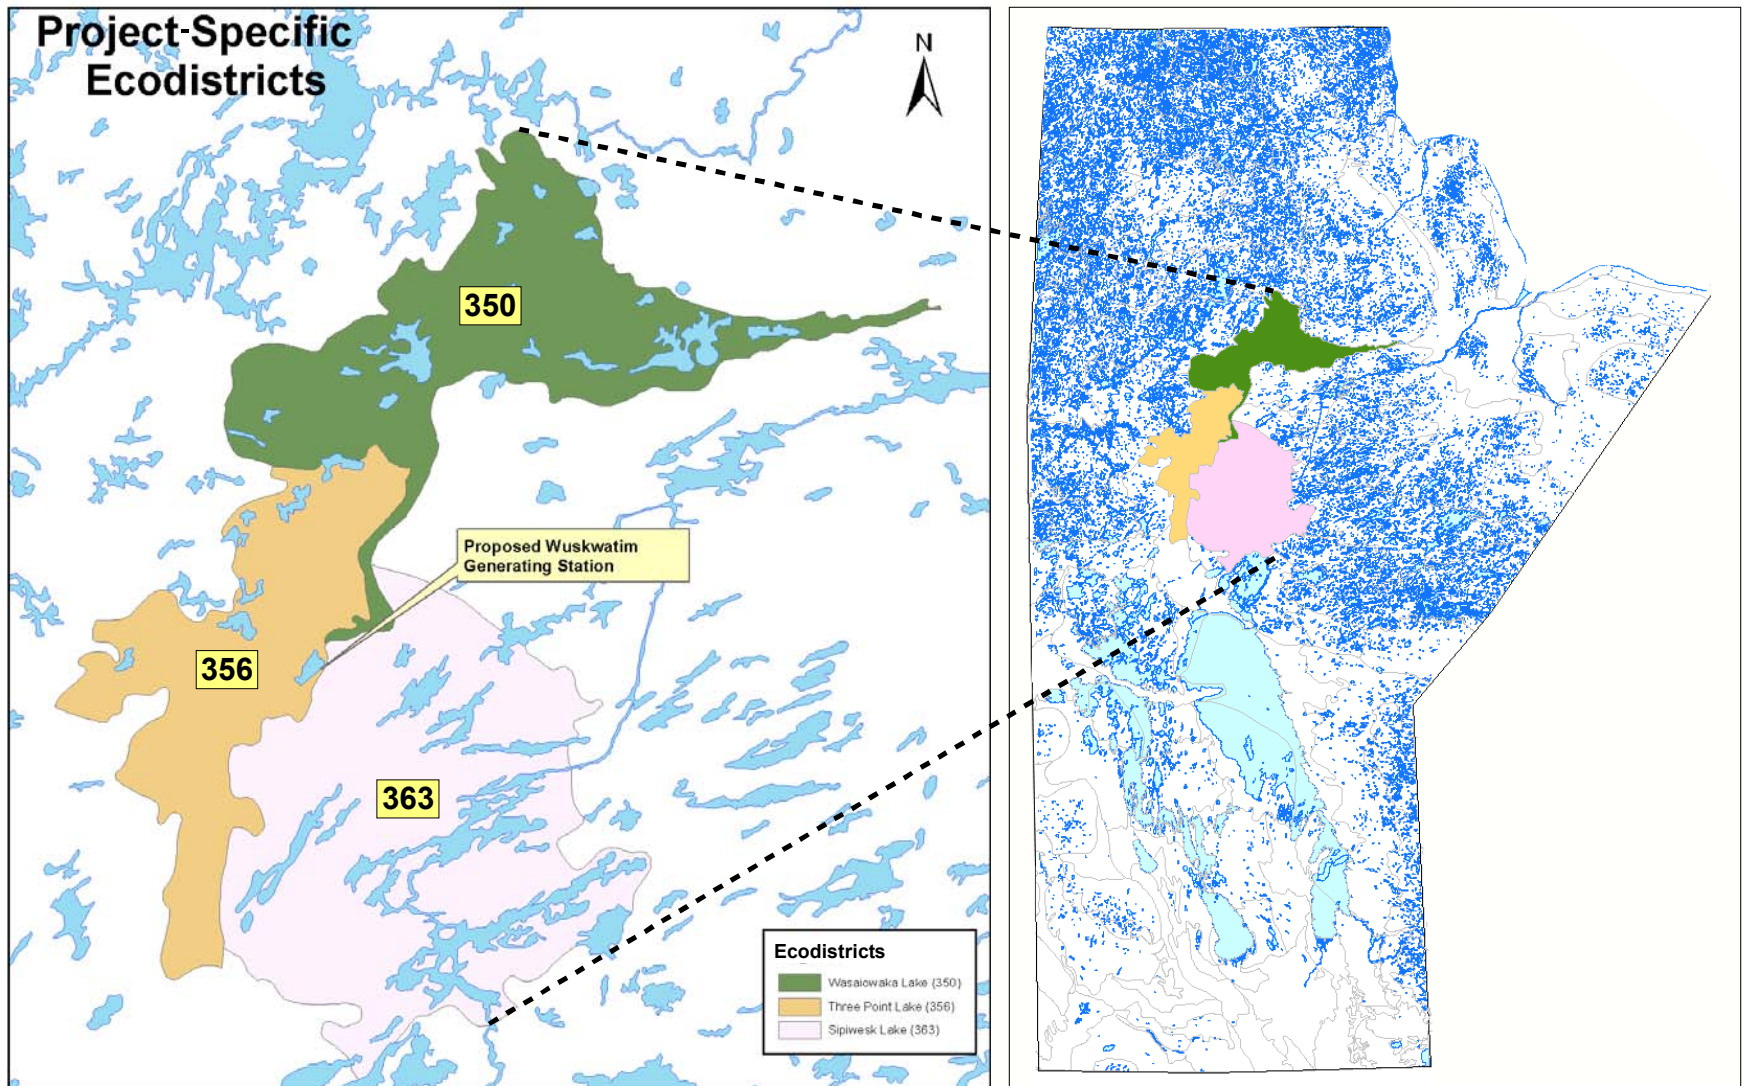 Project-Specific
Ecodistricts
N
350
Proposed Wuskwatim
Generating Station
356
363
Ecodistricts
Wasaiowaka Lake (350)
Three Point Lake (356)
Sipiwesk Lake (363)